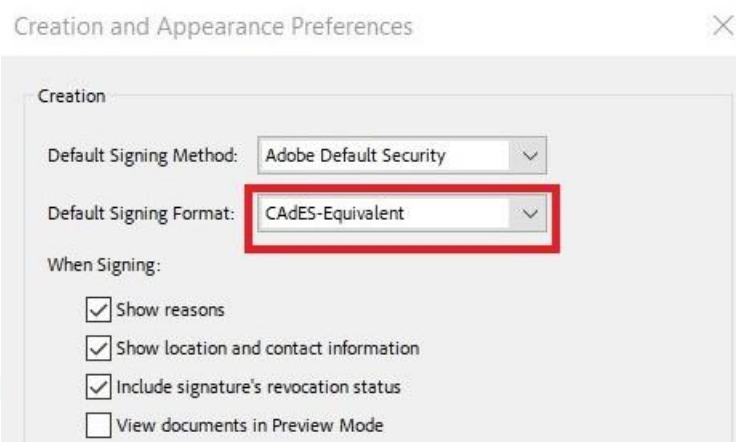 Creation and Appearance Preferences
Creation
Default Signing Method: Adobe Default Security
Default Signing Format: CAdES-Equivalent
When Signing:
Show reasons
Show location and contact information
Include signature's revocation status
View documents in Preview Mode